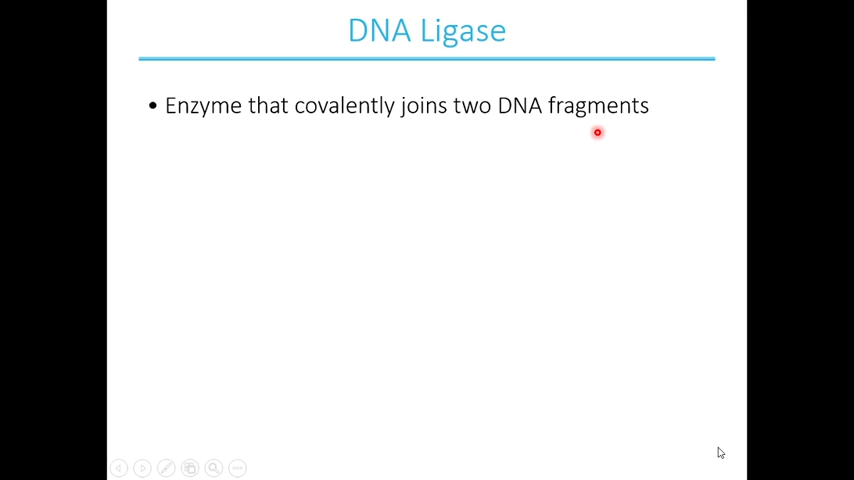 DNA Ligase
• Enzyme that covalently joins two DNA fragments